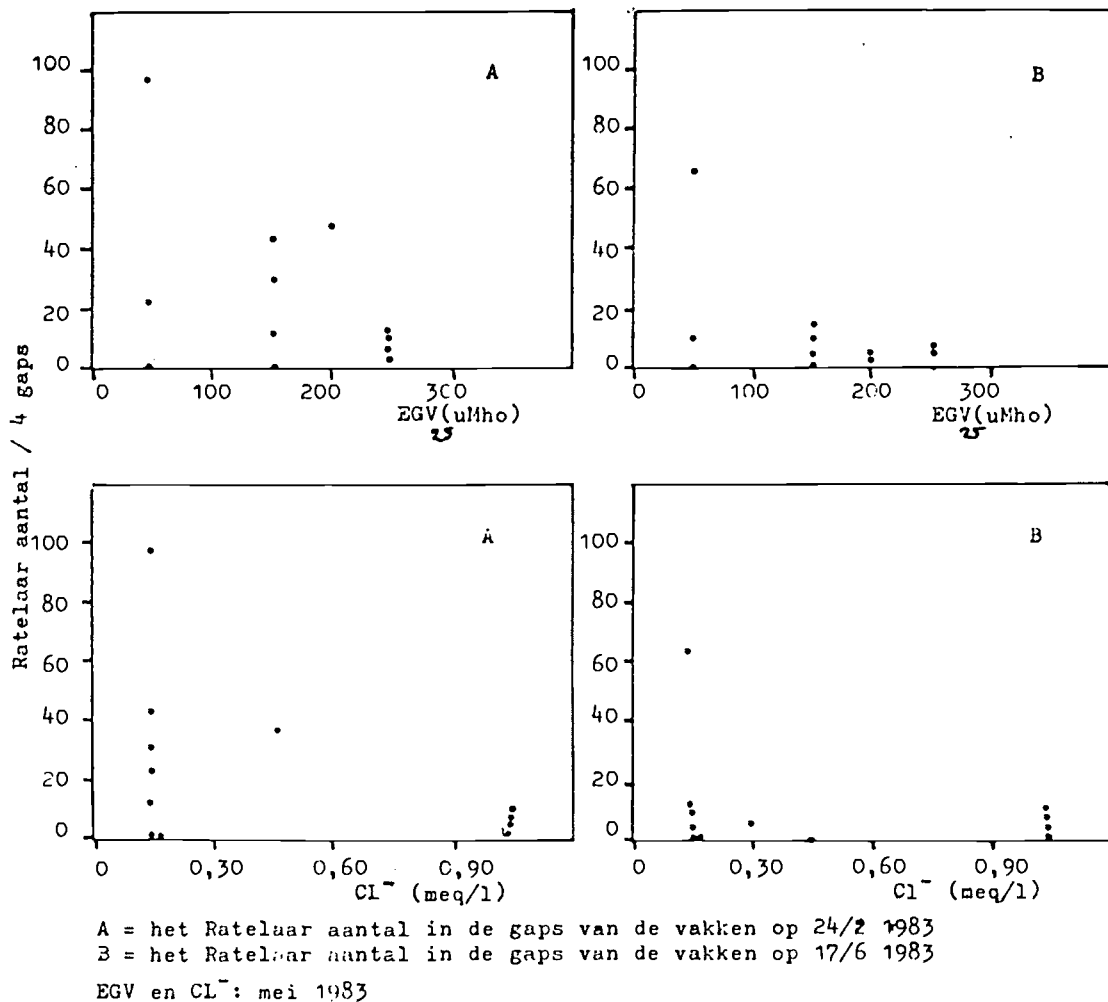 Ratelaar aantal / 4 gaps
A
100
80
60
40
20
0
0 100 200 300
EGV(uMho)
25
B
100
80
60
40
20
0
0 100 200 300
EGV(uMho)
25
A
100
80
60
40
20
0
0 0,30 0,60 0,90
CL⁻ (meq/l)
B
100
80
60
40
20
0
0 0,30 0,60 0,90
Cl⁻ (meq/l)
A = het Ratelaar aantal in de gaps van de vakken op 24/2 1983
B = het Ratelaar aantal in de gaps van de vakken op 17/6 1983
EGV en CL⁻: mei 1983